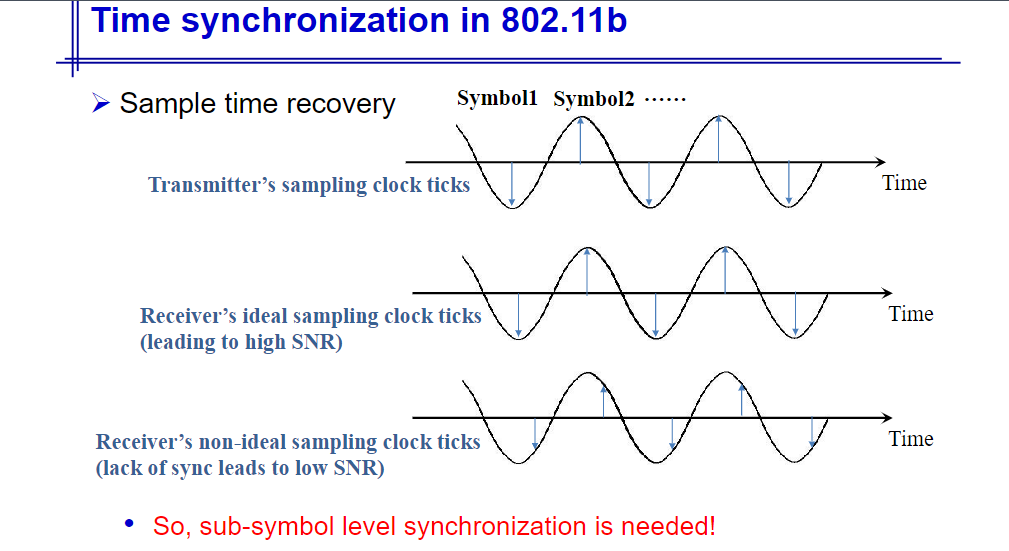 Time synchronization in 802.11b
➢ Sample time recovery
Symbol1 Symbol2 ······
Transmitter's sampling clock ticks
Time
Receiver's ideal sampling clock ticks
(leading to high SNR)
Time
Receiver's non-ideal sampling clock ticks
(lack of sync leads to low SNR)
Time
• So, sub-symbol level synchronization is needed!